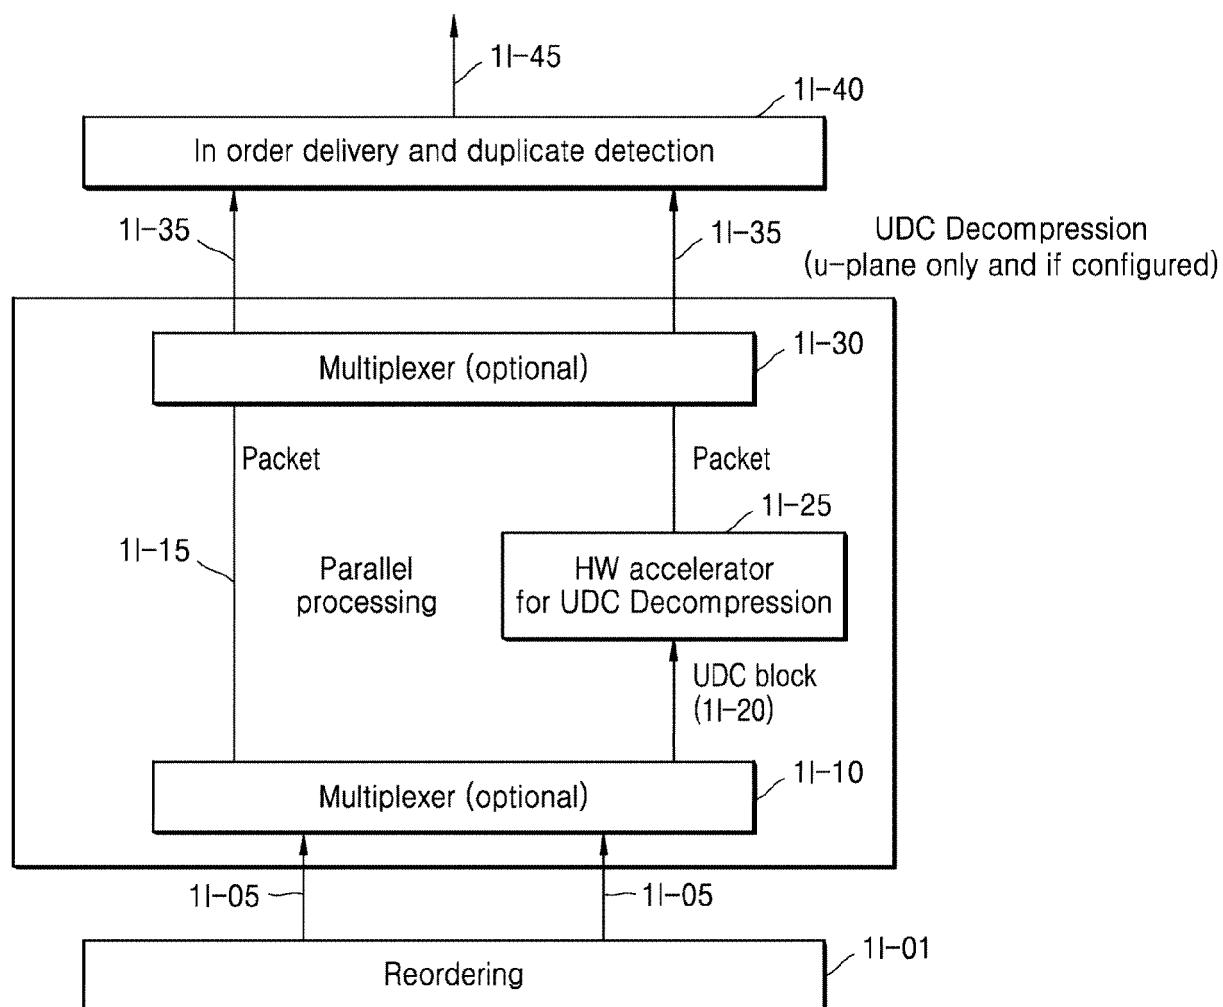 1l-45
1l-40
In order delivery and duplicate detection
1l-35
1l-35
UDC Decompression
(u-plane only and if configured)
1l-30
Multiplexer (optional)
Packet
Packet
1l-25
1l-15
Parallel
processing
HW accelerator
for UDC Decompression
UDC block
(1l-20)
1l-10
Multiplexer (optional)
1l-05
1l-05
1l-01
Reordering